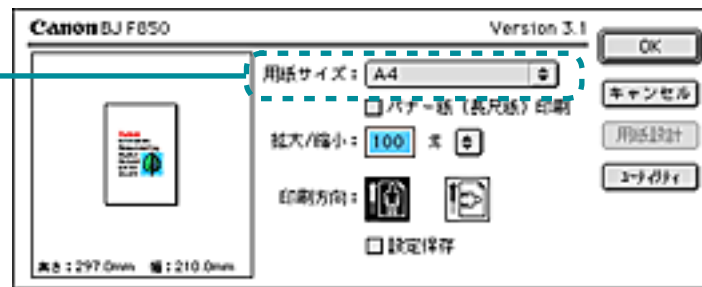 Canon BJ F850
Version 3.1
用紙サイズ: A4
バナー紙(長尺紙)印刷
拡大/縮小: 100 %
印刷方向:
設定保存
高さ:297.0mm 幅:210.0mm
OK
キャンセル
用紙設計
ユーティリティ